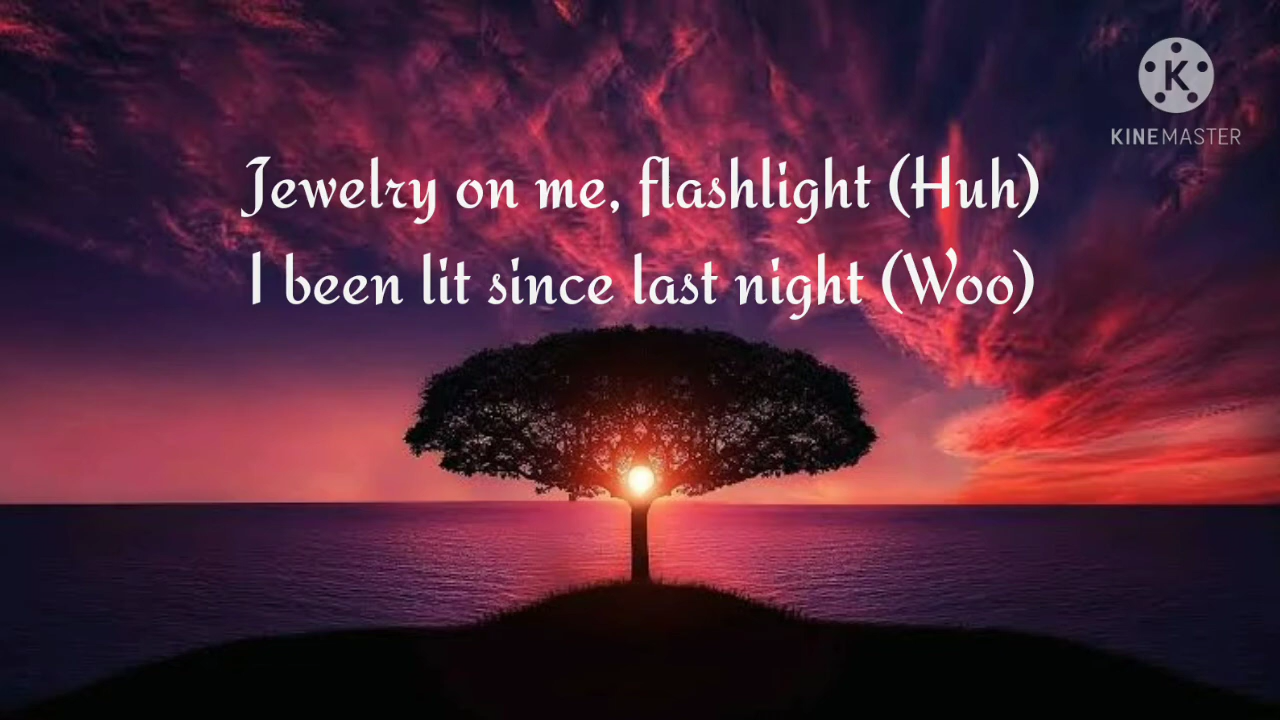 K
KINEMASTER
Jewelry on me, flashlight (Huh)
I been lit since last night (Woo)